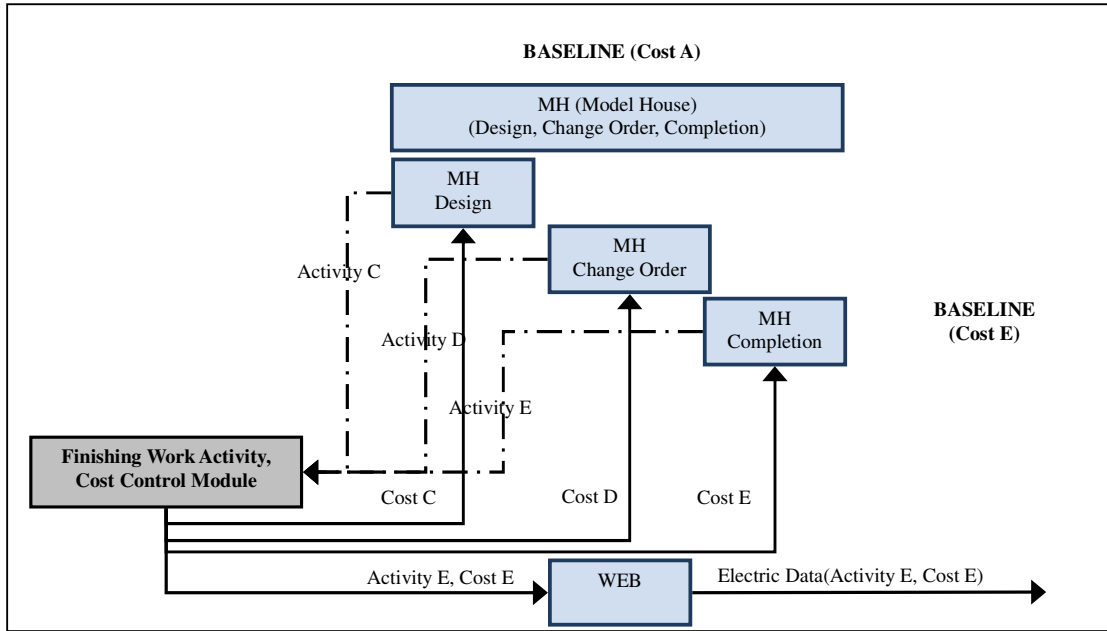 BASELINE (Cost A)
MH (Model House)
(Design, Change Order, Completion)
MH
Design
MH
Change Order
Activity C
BASELINE
(Cost E)
MH
Completion
Activity D
Activity E
Finishing Work Activity,
Cost Control Module
Cost C
Cost D
Cost E
Activity E, Cost E
WEB
Electric Data(Activity E, Cost E)